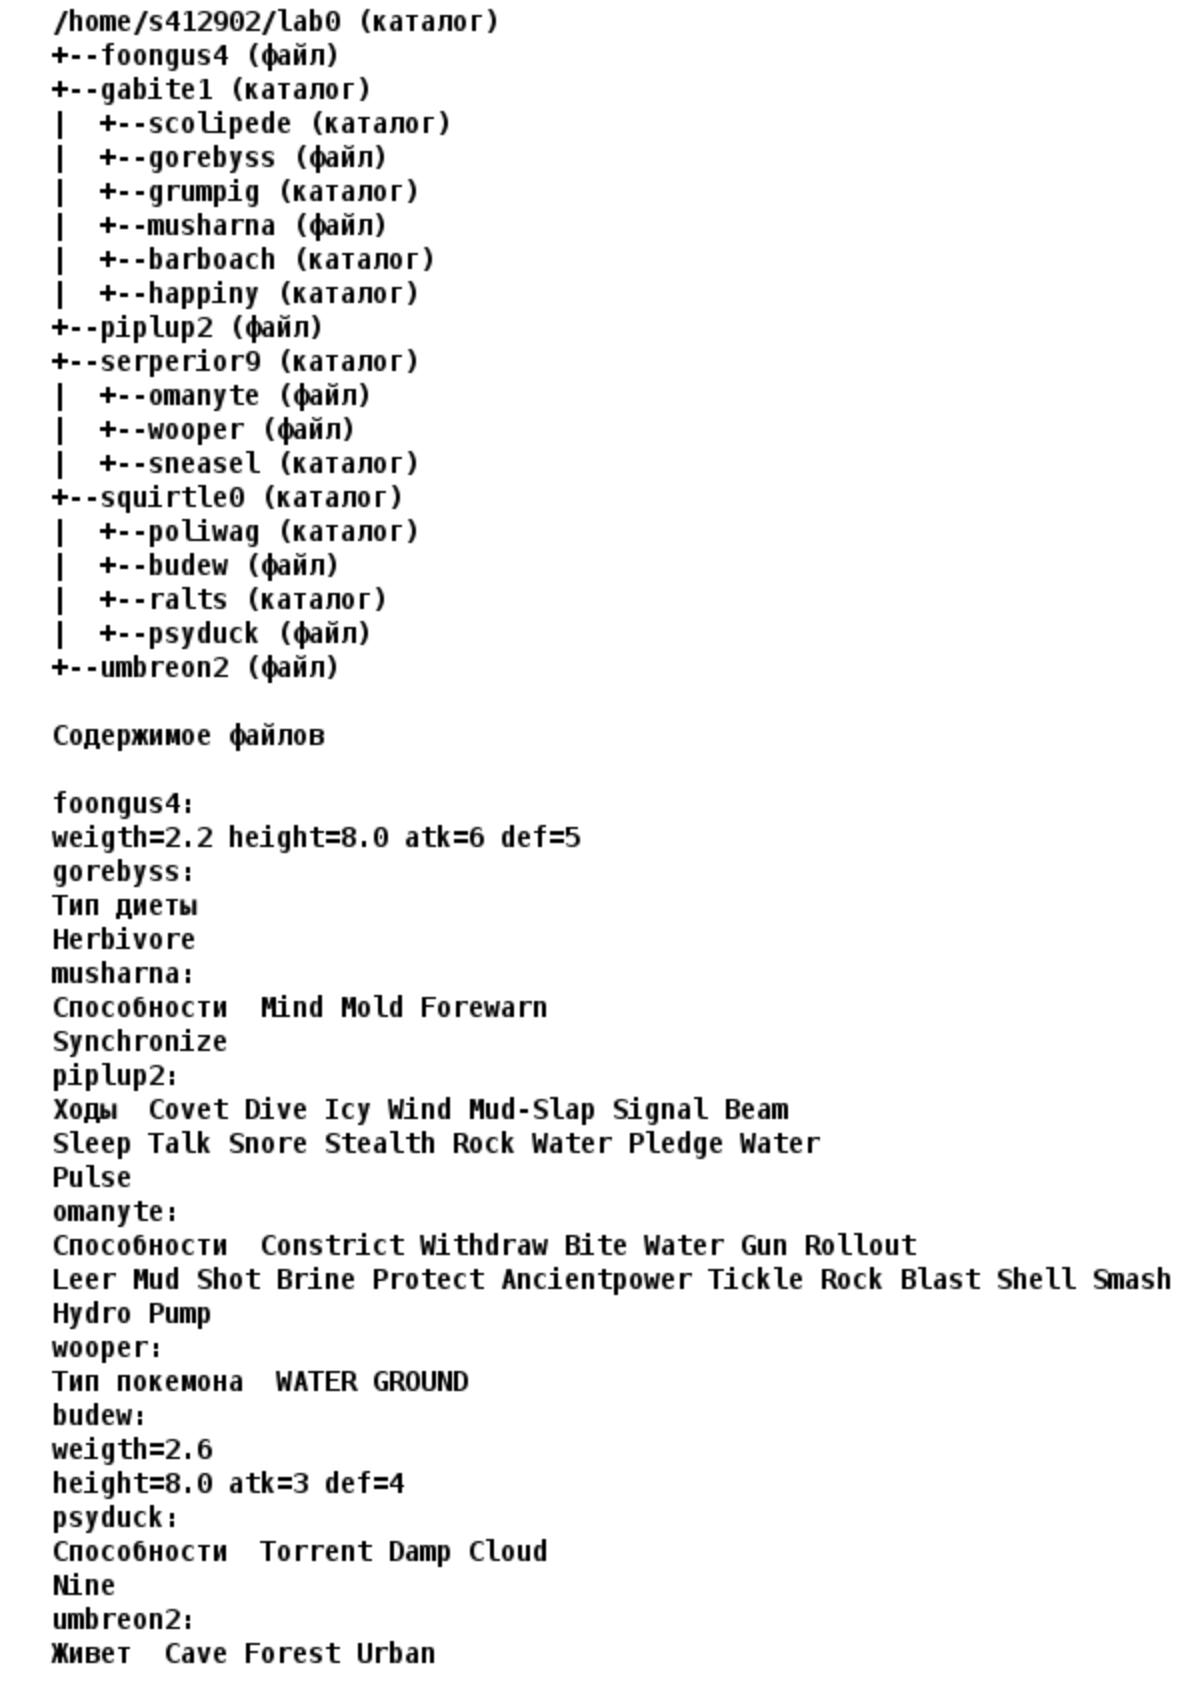 /home/s412902/lab0 (каталог)
+--foongus4 (файл)
+--gabite1 (каталог)
|  +--scolipede (каталог)
|  +--gorebyss (файл)
|  +--grumpig (каталог)
|  +--musharna (файл)
|  +--barboach (каталог)
|  +--happiny (каталог)
+--piplup2 (файл)
+--serperior9 (каталог)
|  +--omanyte (файл)
|  +--wooper (файл)
|  +--sneasel (каталог)
+--squirtle0 (каталог)
|  +--poliwag (каталог)
|  +--budew (файл)
|  +--ralts (каталог)
|  +--psyduck (файл)
+--umbreon2 (файл)
Содержимое файлов
foongus4:
weigth=2.2 height=8.0 atk=6 def=5
gorebyss:
Тип диеты
Herbivore
musharna:
Способности  Mind Mold Forewarn
Synchronize
piplup2:
Ходы  Covet Dive Icy Wind Mud-Slap Signal Beam
Sleep Talk Snore Stealth Rock Water Pledge Water
Pulse
omanyte:
Способности  Constrict Withdraw Bite Water Gun Rollout
Leer Mud Shot Brine Protect Ancientpower Tickle Rock Blast Shell Smash
Hydro Pump
wooper:
Тип покемона  WATER GROUND
budew:
weigth=2.6
height=8.0 atk=3 def=4
psyduck:
Способности  Torrent Damp Cloud
Nine
umbreon2:
Живет  Cave Forest Urban